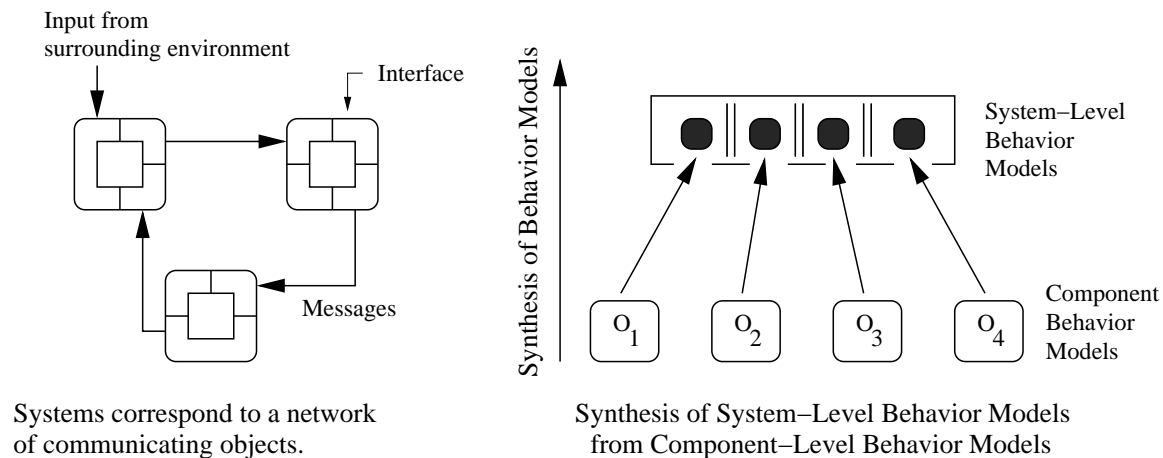 Input from
surrounding environment
Interface
Messages
Systems correspond to a network
of communicating objects.
Synthesis of Behavior Models
System−Level
Behavior
Models
O1
O2
O3
O4
Component
Behavior
Models
Synthesis of System−Level Behavior Models
from Component−Level Behavior Models